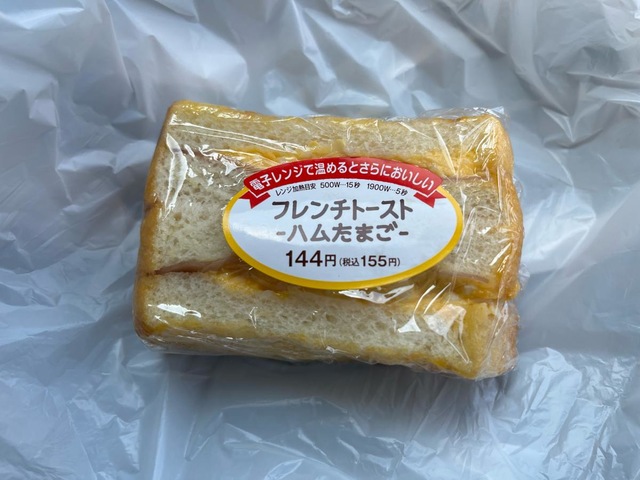 電子レンジで温めるとさらにおいしい
レンジ加熱目安 500W…15秒 1900W…5秒
フレンチトースト
-ハムたまご-
144円(税込155円)